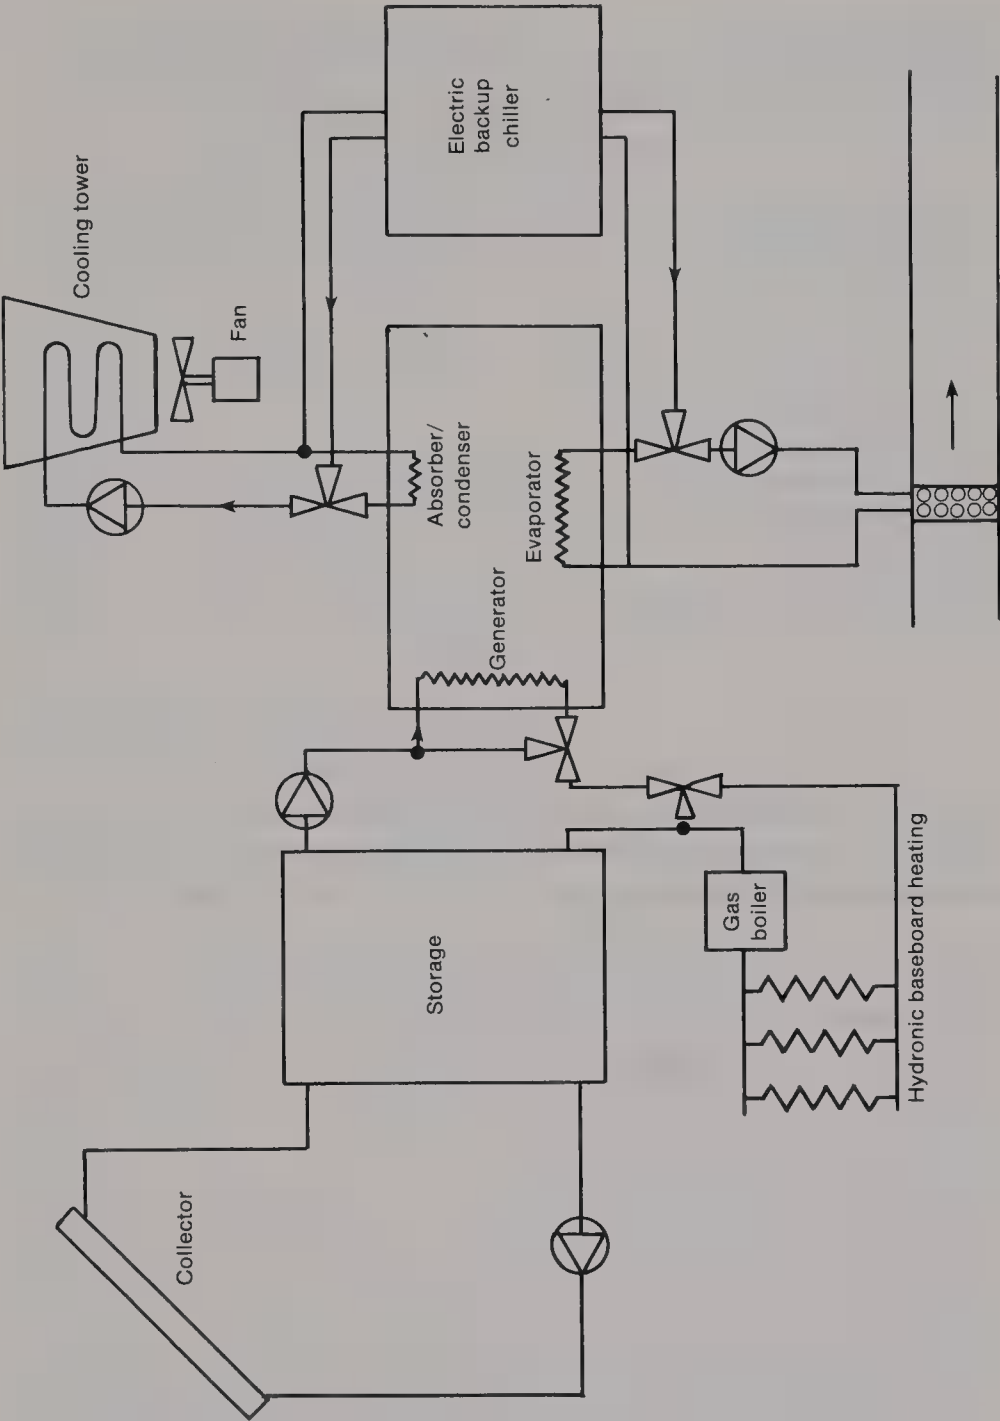 Collector
Storage
Gas
boiler
Hydronic baseboard heating
Generator
Evaporator
Absorber/
condenser
Cooling tower
Fan
Electric
backup
chiller